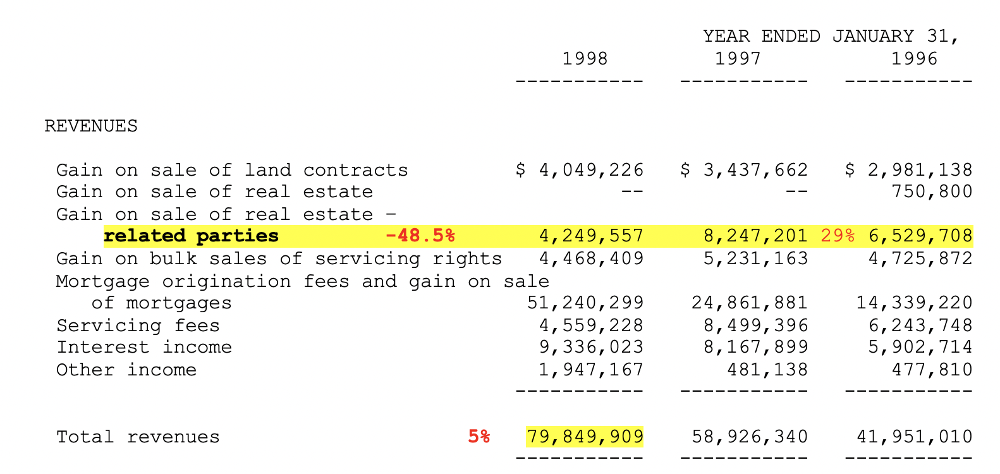 YEAR ENDED JANUARY 31,
1998 1997 1996
----------- ----------- -----------
REVENUES
Gain on sale of land contracts $ 4,049,226 $ 3,437,662 $ 2,981,138
Gain on sale of real estate -- -- 750,800
Gain on sale of real estate –
related parties -48.5% 4,249,557 8,247,201 29% 6,529,708
Gain on bulk sales of servicing rights 4,468,409 5,231,163 4,725,872
Mortgage origination fees and gain on sale
of mortgages 51,240,299 24,861,881 14,339,220
Servicing fees 4,559,228 8,499,396 6,243,748
Interest income 9,336,023 8,167,899 5,902,714
Other income 1,947,167 481,138 477,810
----------- ----------- -----------
Total revenues 5% 79,849,909 58,926,340 41,951,010
----------- ----------- -----------